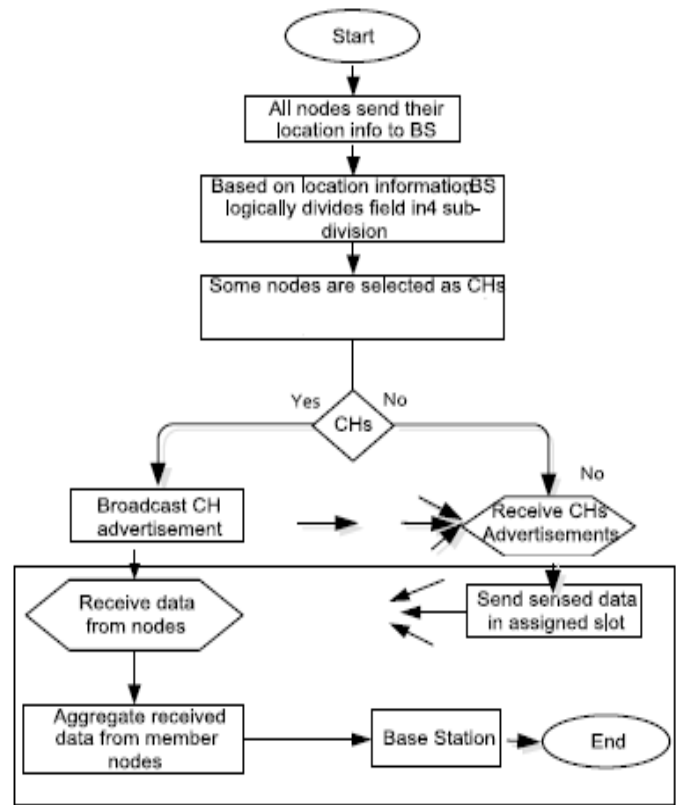 Start
All nodes send their
location info to BS
Based on location information,BS
logically divides field in4 sub-
division
Some nodes are selected as CHs
Yes
No
CHs
No
Broadcast CH
advertisement
Receive CHs
Advertisements
Receive data
from nodes
Send sensed data
in assigned slot
Aggregate received
data from member
nodes
Base Station
End